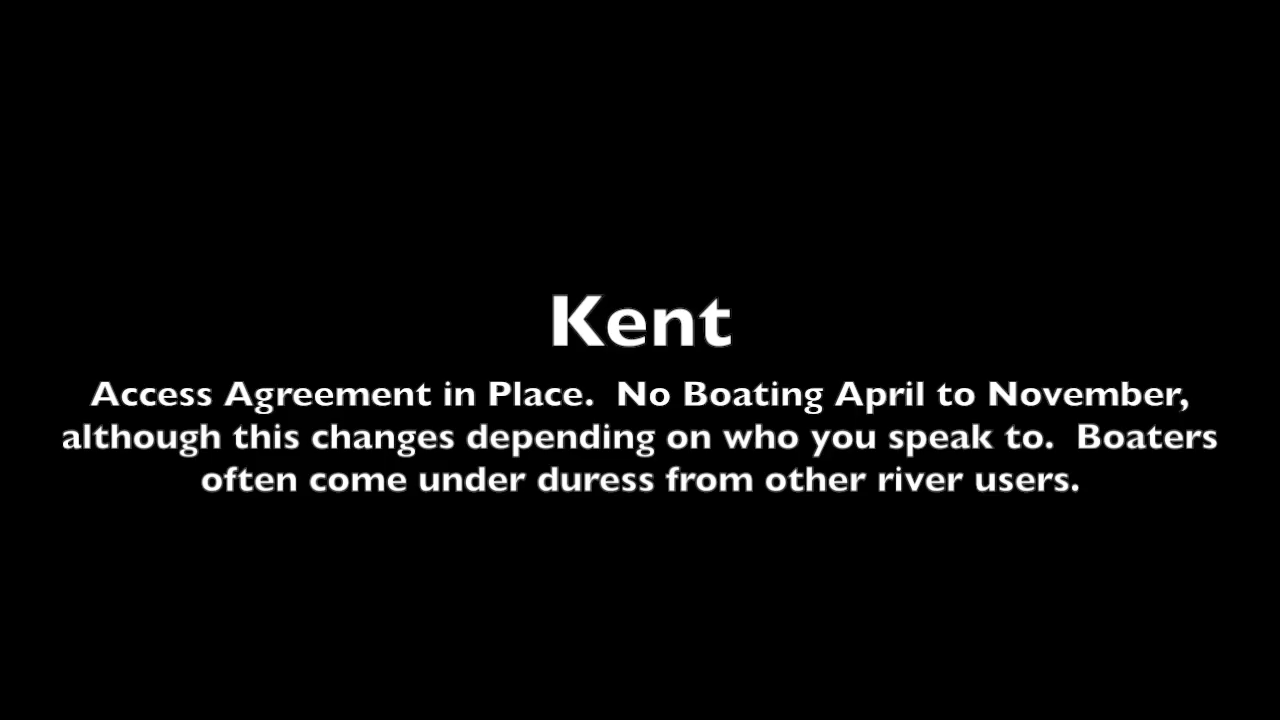 Kent
Access Agreement in Place.  No Boating April to November,
although this changes depending on who you speak to.  Boaters
often come under duress from other river users.